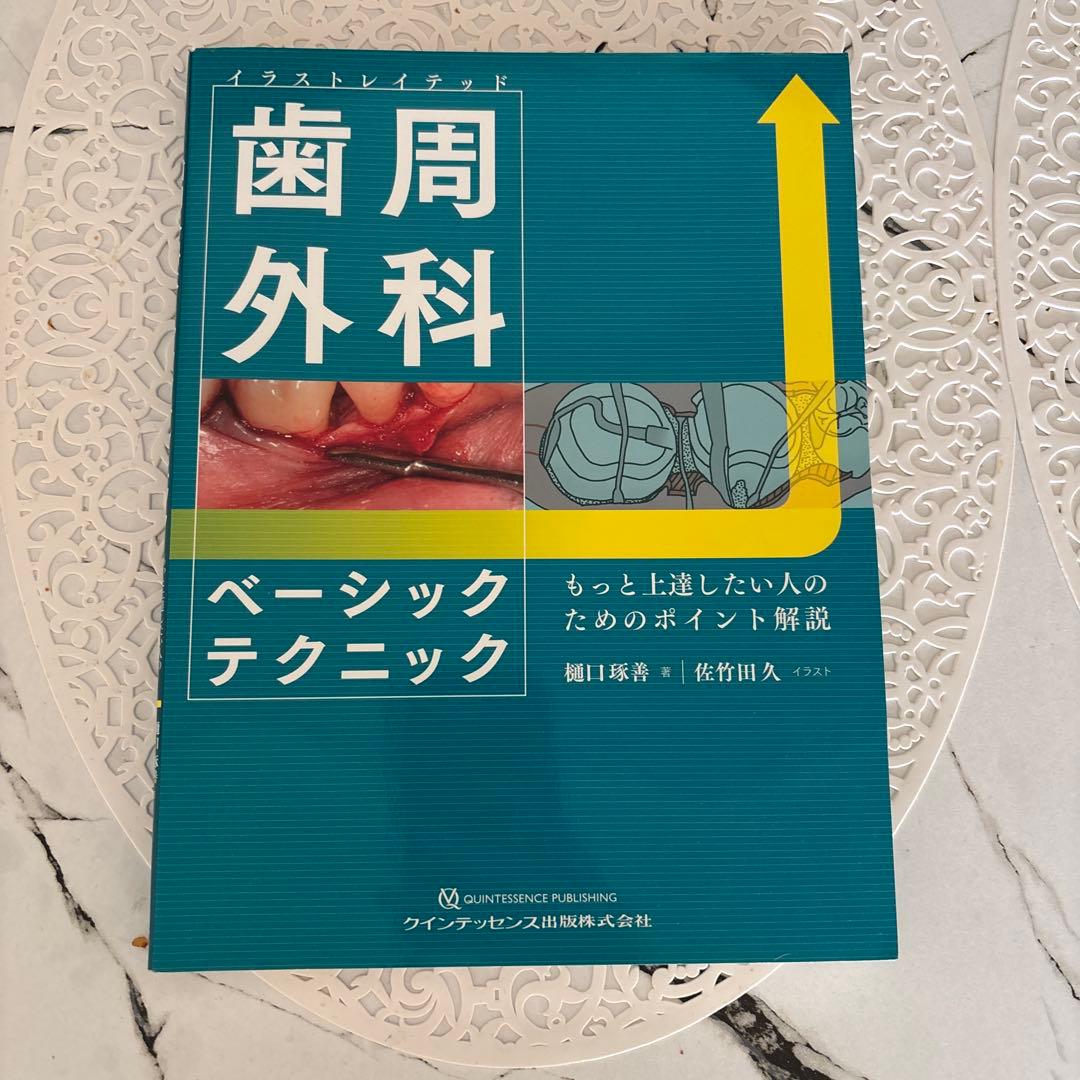 イラストレイテッド
歯周
外科
ベーシック
テクニック
もっと上達したい人の
ためのポイント解説
樋口琢善 著 | 佐竹田久 イラスト
QUINTESSENCE PUBLISHING
クインテッセンス出版株式会社